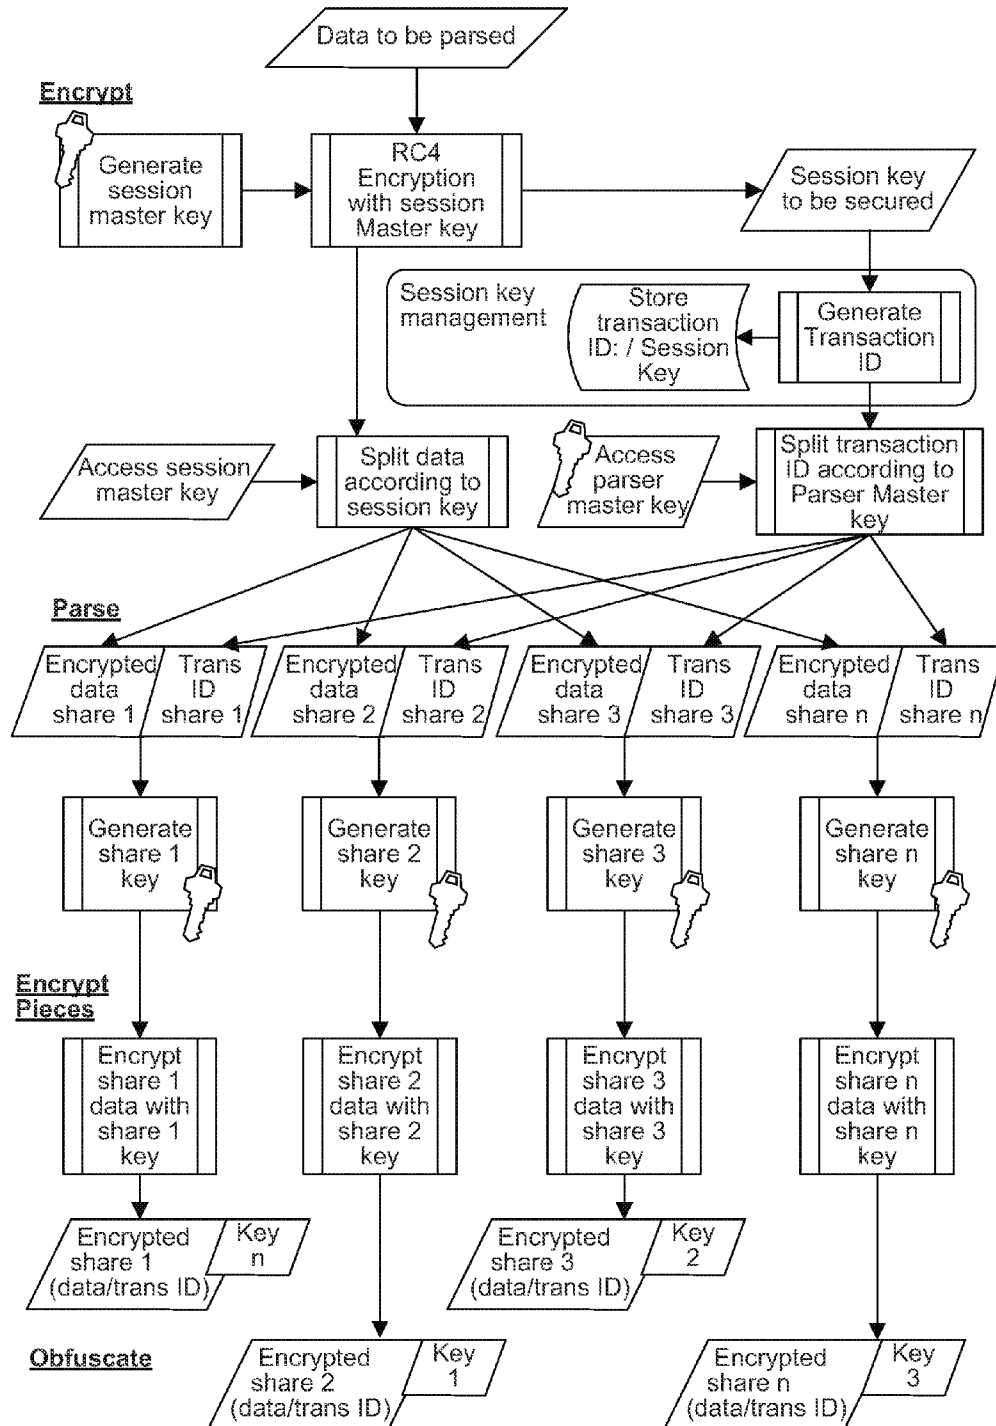 Data to be parsed
Encrypt
Generate
session
master key
RC4
Encryption
with session
Master key
Session key
to be secured
Session key
management
Store
transaction
ID: / Session
Key
Generate
Transaction
ID
Access session
master key
Split data
according to
session key
Access
parser
master key
Split transaction
ID according to
Parser Master
key
Parse
Encrypted
data
share 1
Trans
ID
share 1
Encrypted
data
share 2
Trans
ID
share 2
Encrypted
data
share 3
Trans
ID
share 3
Encrypted
data
share n
Trans
ID
share n
Generate
share 1
key
Generate
share 2
key
Generate
share 3
key
Generate
share n
key
Encrypt
Pieces
Encrypt
share 1
data with
share 1
key
Encrypt
share 2
data with
share 2
key
Encrypt
share 3
data with
share 3
key
Encrypt
share n
data with
share n
key
Encrypted
share 1
(data/trans ID)
Key
n
Encrypted
share 3
(data/trans ID)
Key
2
Obfuscate
Encrypted
share 2
(data/trans ID)
Key
1
Encrypted
share n
(data/trans ID)
Key
3